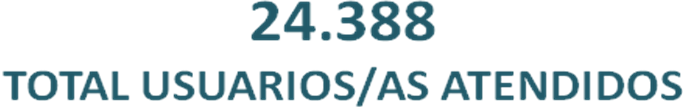 24.388
TOTAL USUARIOS/AS ATENDIDOS